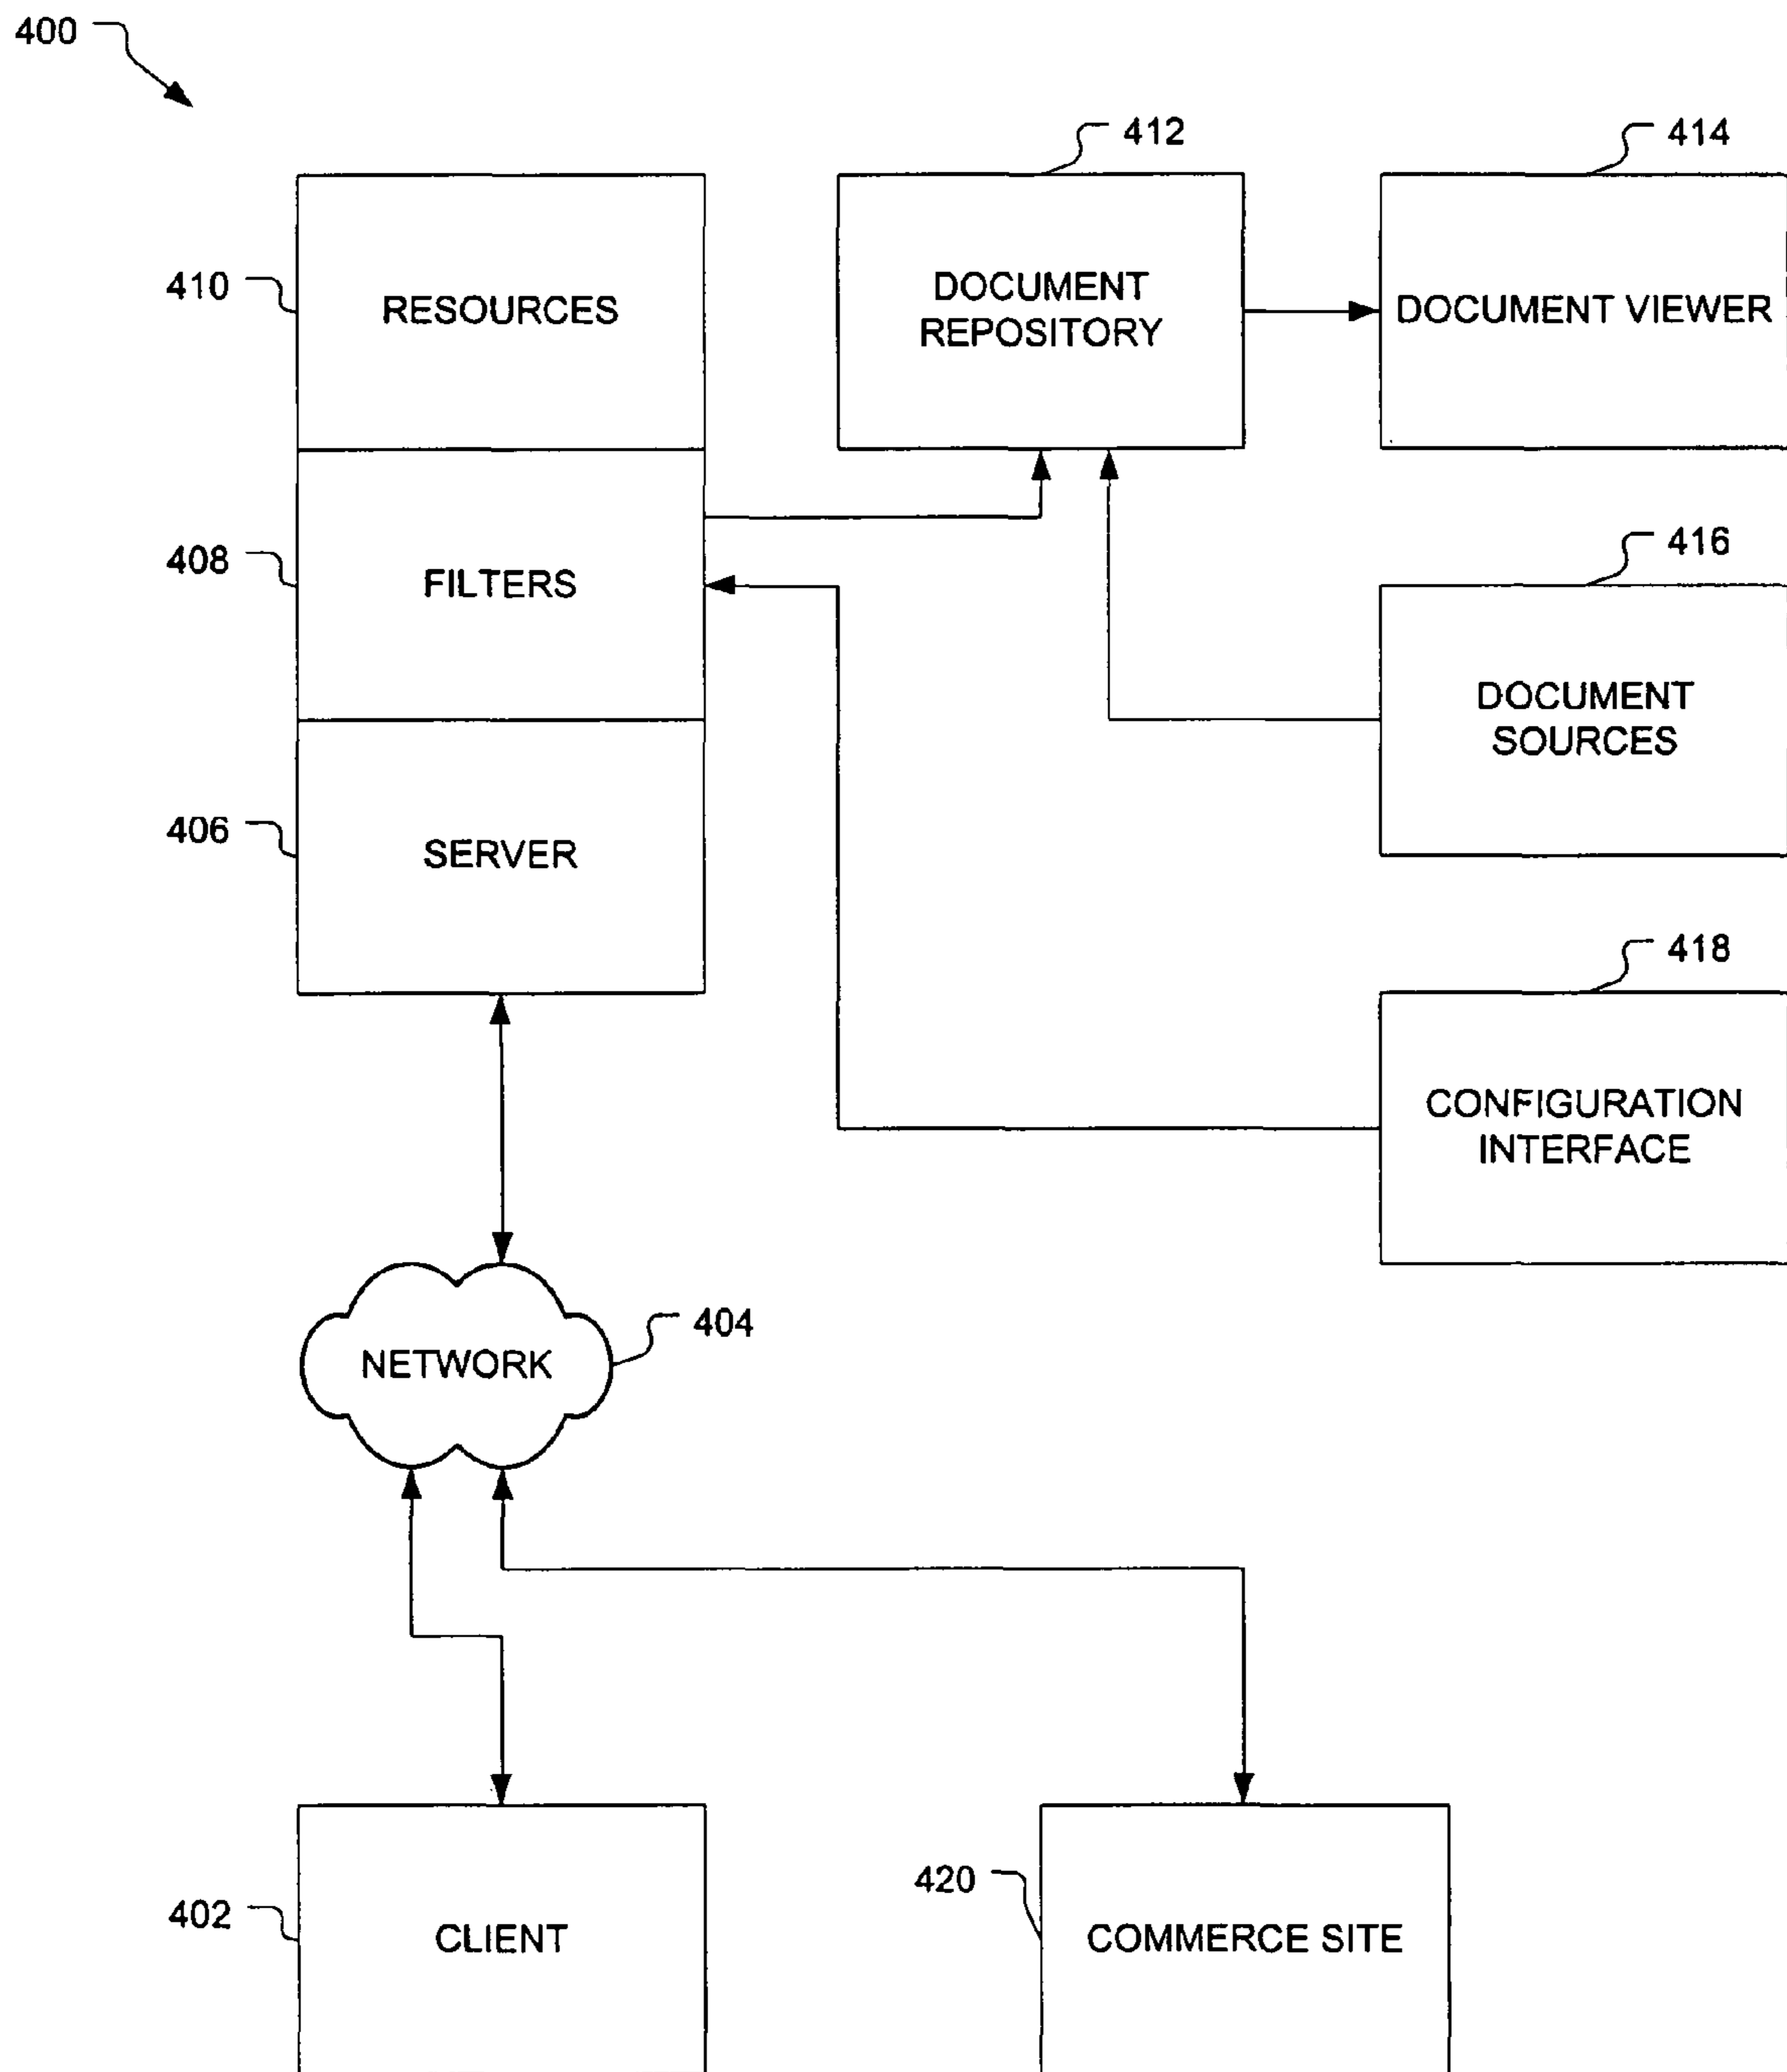 400
412
414
410
RESOURCES
DOCUMENT
REPOSITORY
DOCUMENT VIEWER
408
FILTERS
416
DOCUMENT
SOURCES
406
SERVER
418
CONFIGURATION
INTERFACE
404
NETWORK
402
CLIENT
420
COMMERCE SITE